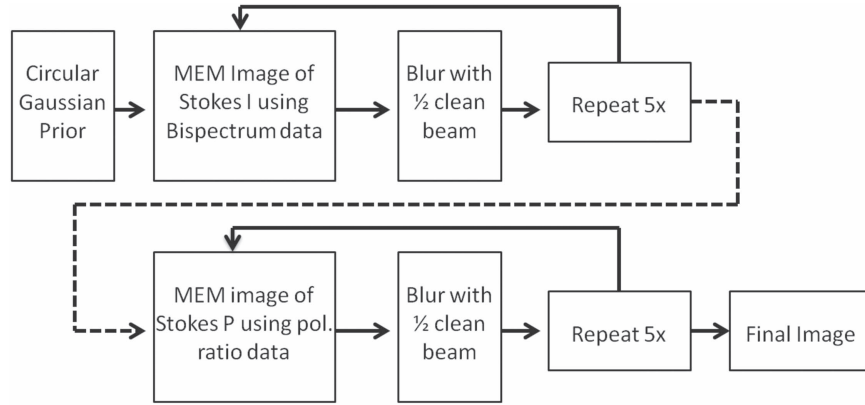 Circular
Gaussian
Prior
MEM Image of
Stokes I using
Bispectrum data
Blur with
½ clean
beam
Repeat 5x
MEM image of
Stokes P using pol.
ratio data
Blur with
½ clean
beam
Repeat 5x
Final Image